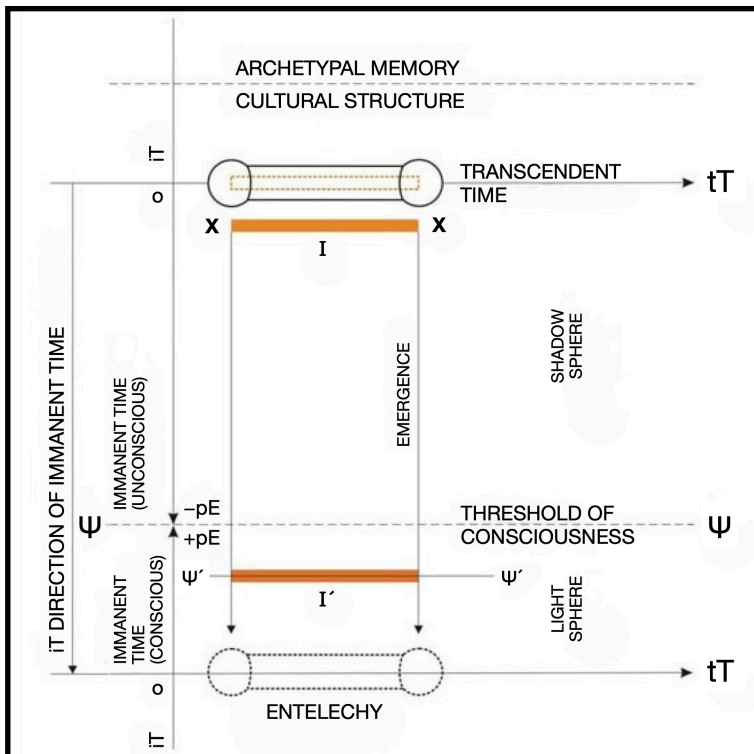 ARCHETYPAL MEMORY
CULTURAL STRUCTURE
iT
o
TRANSCENDENT
TIME
tT
X
X
I
SHADOW
SPHERE
EMERGENCE
iT DIRECTION OF IMMANENT TIME
IMMANENT TIME
(UNCONSCIOUS)
–pE
Ψ
THRESHOLD OF
CONSCIOUSNESS
Ψ
+pE
Ψ´
Ψ´
I´
IMMANENT
TIME
(CONSCIOUS)
LIGHT
SPHERE
tT
o
ENTELECHY
iT